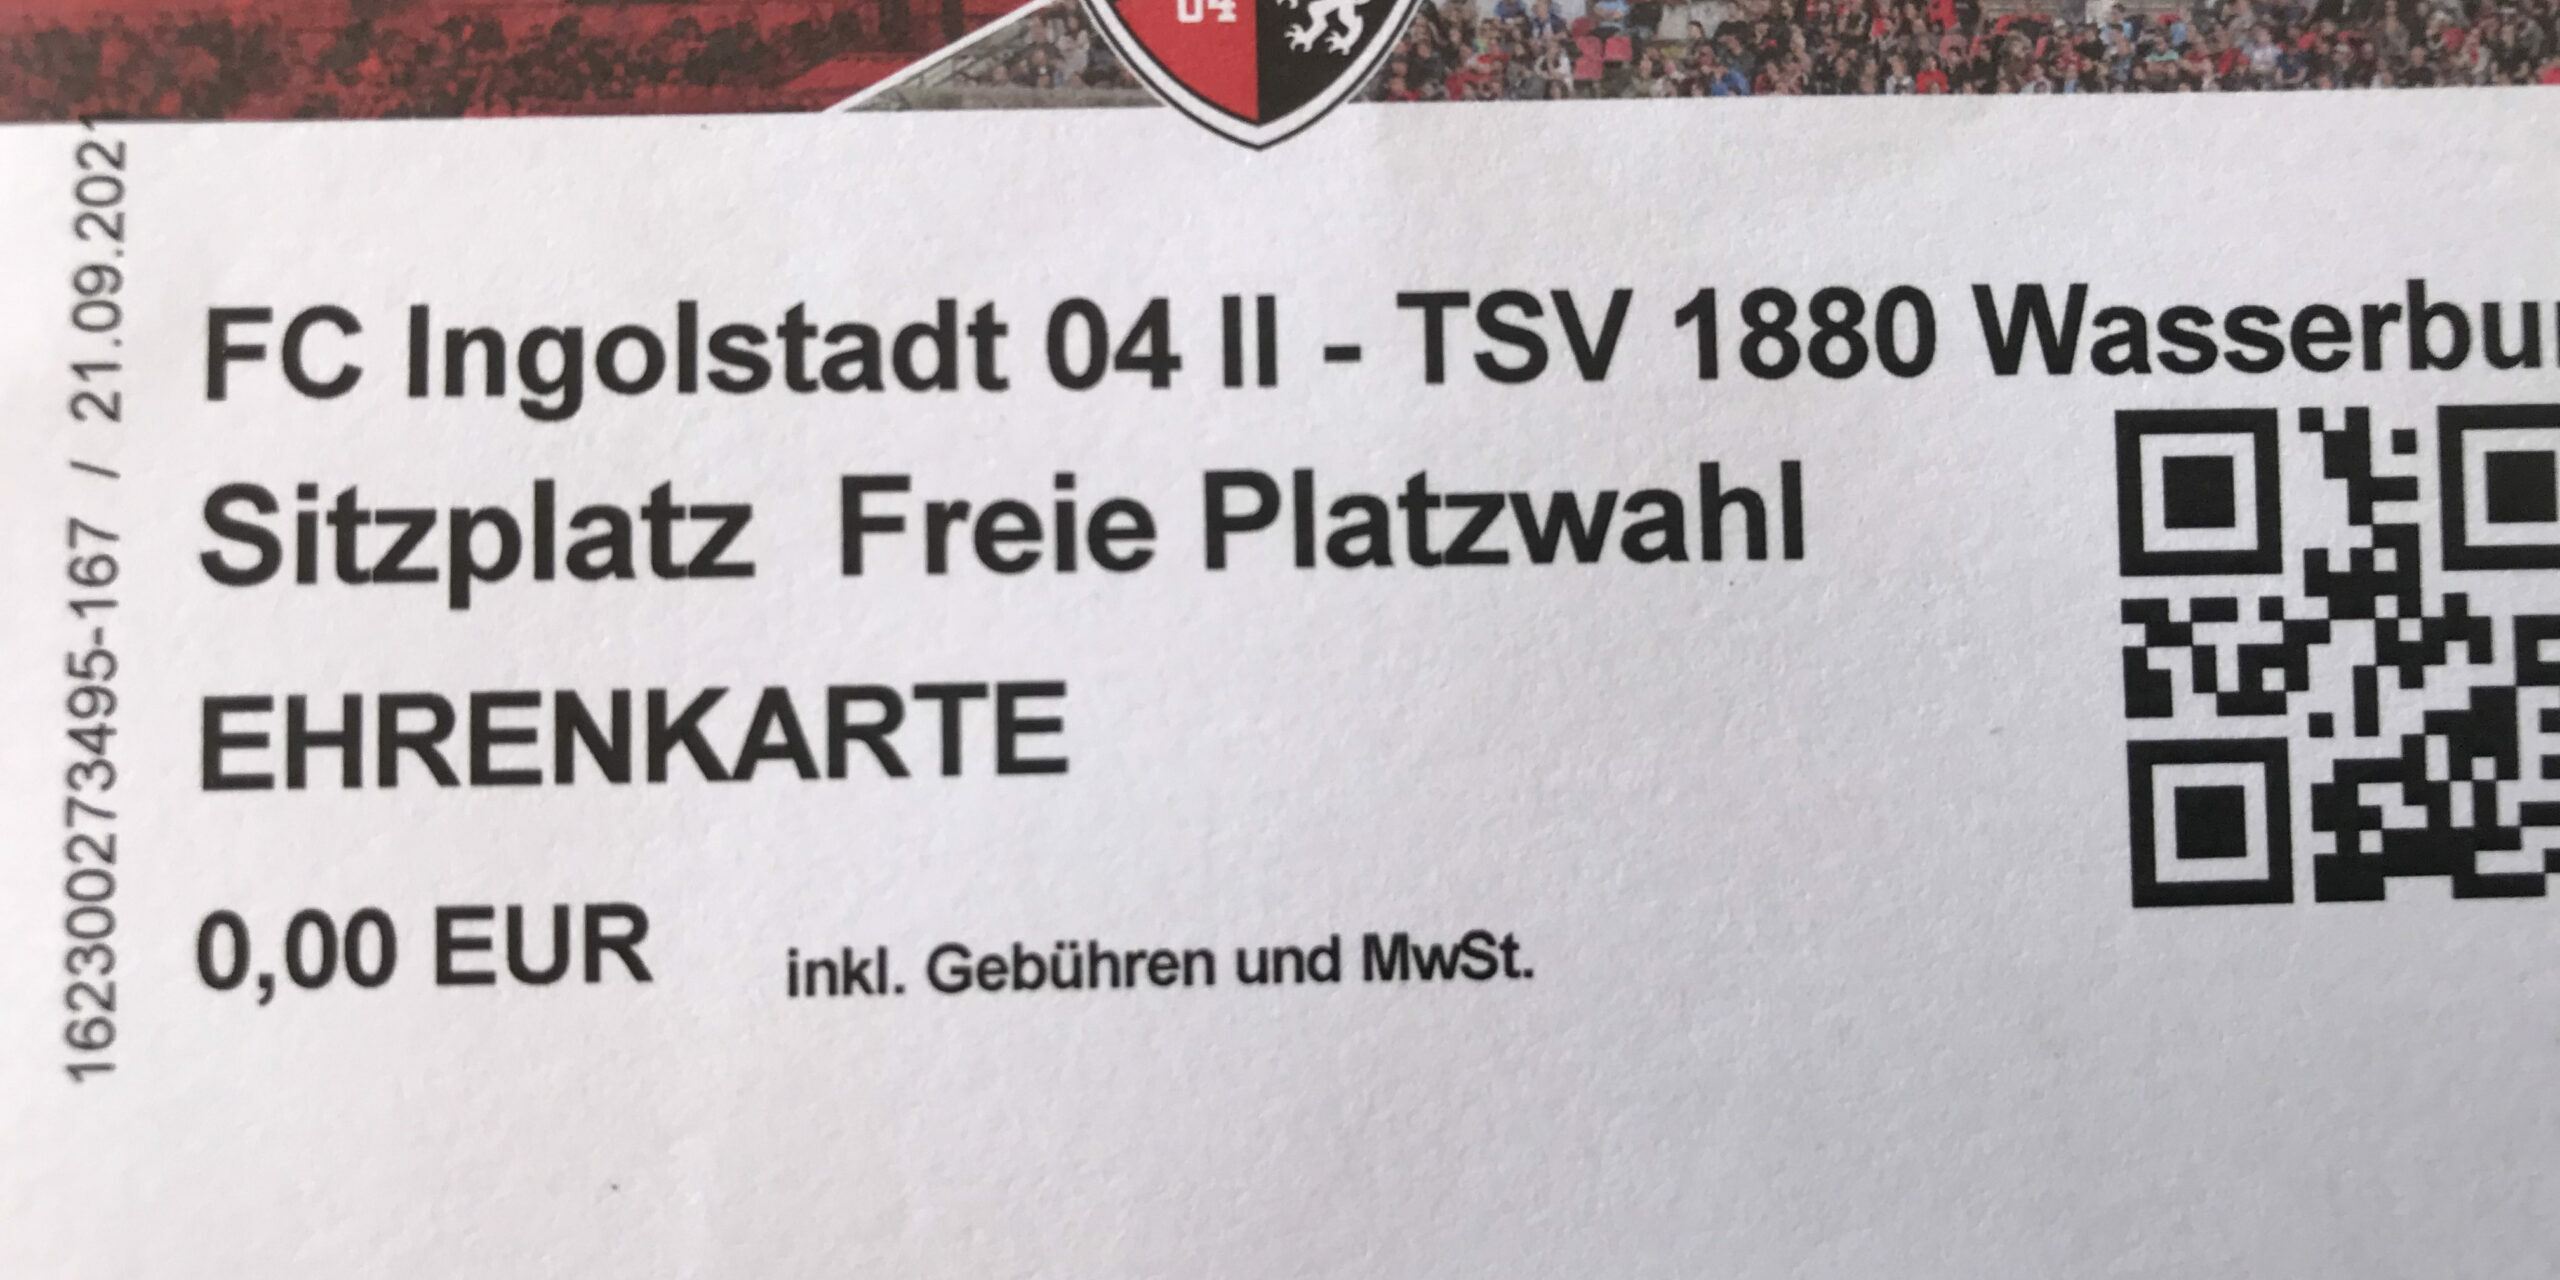 04
1623002273495-167 / 21.09.2021
FC Ingolstadt 04 II - TSV 1880 Wasserbur
Sitzplatz Freie Platzwahl
EHRENKARTE
0,00 EUR inkl. Gebühren und MwSt.